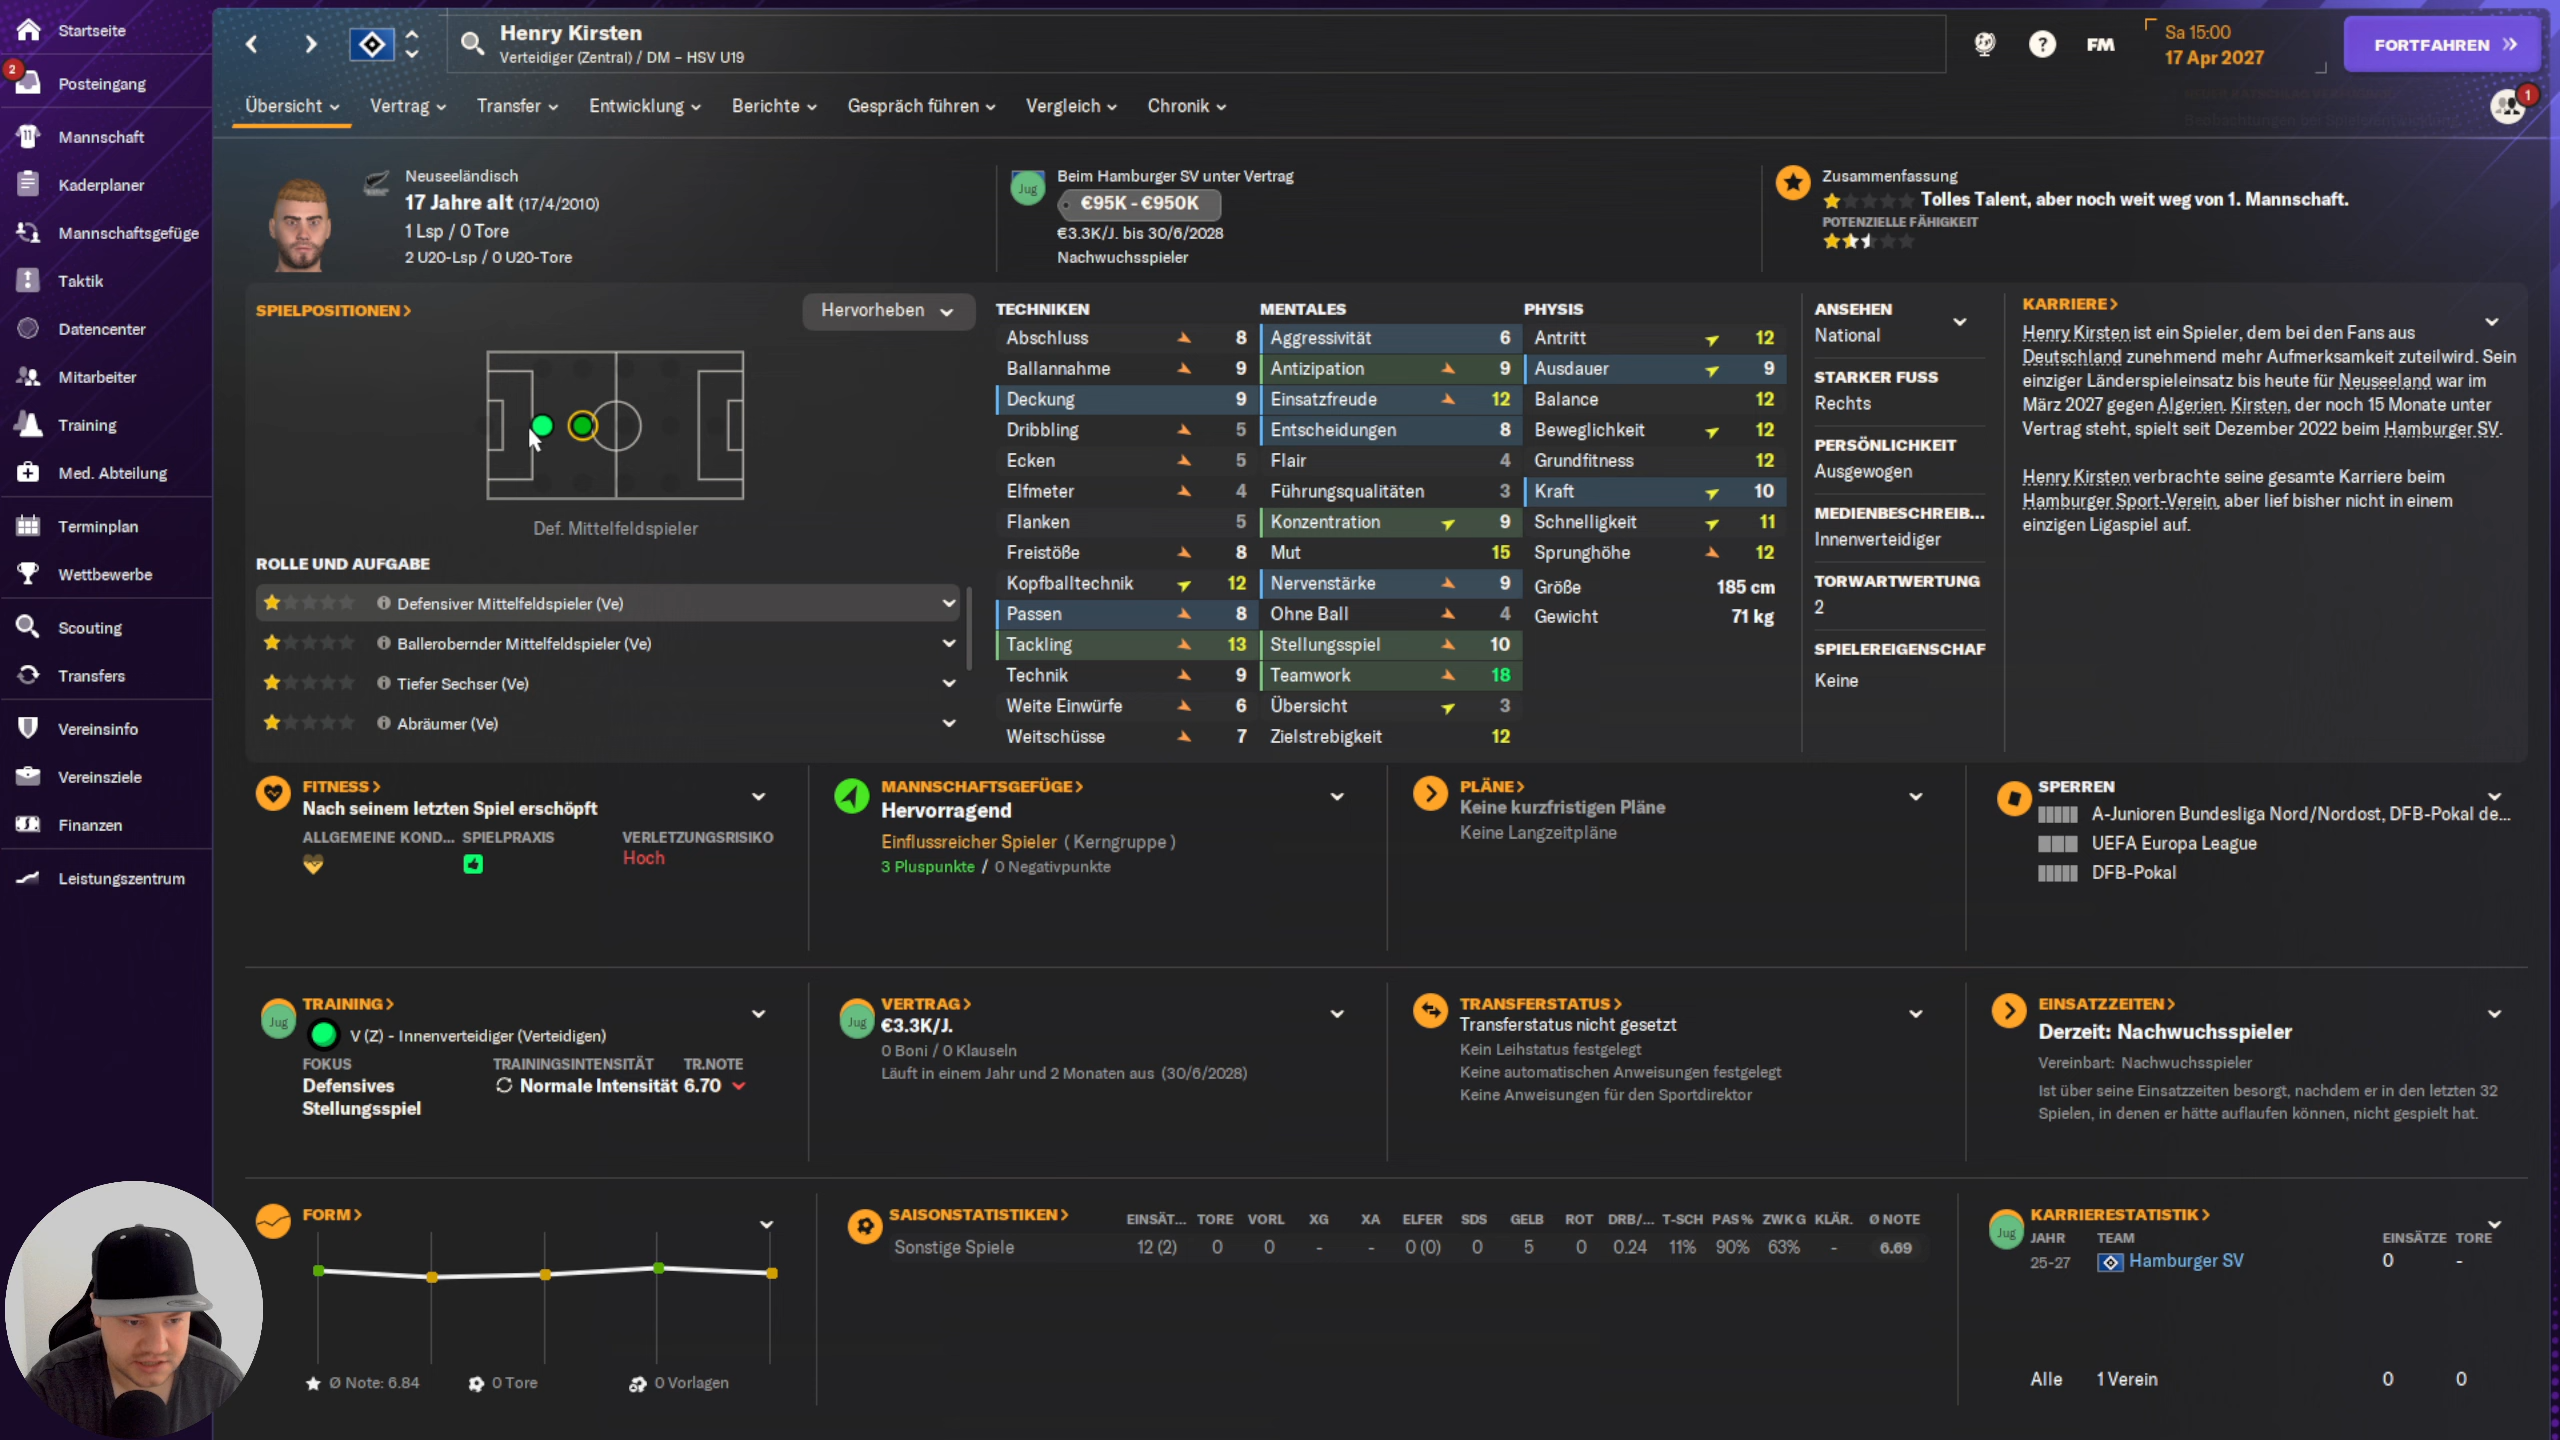 Startseite
2
Posteingang
Mannschaft
Kaderplaner
Mannschaftsgefüge
Taktik
Datencenter
Mitarbeiter
Training
Med. Abteilung
Terminplan
Wettbewerbe
Scouting
Transfers
Vereinsinfo
Vereinsziele
Finanzen
Leistungszentrum
Henry Kirsten
Verteidiger (Zentral) / DM – HSV U19
?
FM
Sa 15:00
17 Apr 2027
FORTFAHREN
1
Übersicht
Vertrag
Transfer
Entwicklung
Berichte
Gespräch führen
Vergleich
Chronik
Neuseeländisch
17 Jahre alt (17/4/2010)
1 Lsp / 0 Tore
2 U20-Lsp / 0 U20-Tore
Jug
Beim Hamburger SV unter Vertrag
€95K - €950K
€3.3K/J. bis 30/6/2028
Nachwuchsspieler
Zusammenfassung
Tolles Talent, aber noch weit weg von 1. Mannschaft.
POTENZIELLE FÄHIGKEIT
SPIELPOSITIONEN
Hervorheben
Def. Mittelfeldspieler
ROLLE UND AUFGABE
Defensiver Mittelfeldspieler (Ve)
Ballerobernder Mittelfeldspieler (Ve)
Tiefer Sechser (Ve)
Abräumer (Ve)
TECHNIKEN
Abschluss 8
Ballannahme 9
Deckung 9
Dribbling 5
Ecken 5
Elfmeter 4
Flanken 5
Freistöße 8
Kopfballtechnik 12
Passen 8
Tackling 13
Technik 9
Weite Einwürfe 6
Weitschüsse 7
MENTALES
Aggressivität 6
Antizipation 9
Einsatzfreude 12
Entscheidungen 8
Flair 4
Führungsqualitäten 3
Konzentration 9
Mut 15
Nervenstärke 9
Ohne Ball 4
Stellungsspiel 10
Teamwork 18
Übersicht 3
Zielstrebigkeit 12
PHYSIS
Antritt 12
Ausdauer 9
Balance 12
Beweglichkeit 12
Grundfitness 12
Kraft 10
Schnelligkeit 11
Sprunghöhe 12
Größe 185 cm
Gewicht 71 kg
ANSEHEN
National
STARKER FUSS
Rechts
PERSÖNLICHKEIT
Ausgewogen
MEDIENBESCHREIB...
Innenverteidiger
TORWARTWERTUNG
2
SPIELEREIGENSCHAF
Keine
KARRIERE
Henry Kirsten ist ein Spieler, dem bei den Fans aus
Deutschland zunehmend mehr Aufmerksamkeit zuteilwird. Sein
einziger Länderspieleinsatz bis heute für Neuseeland war im
März 2027 gegen Algerien. Kirsten, der noch 15 Monate unter
Vertrag steht, spielt seit Dezember 2022 beim Hamburger SV.
Henry Kirsten verbrachte seine gesamte Karriere beim
Hamburger Sport-Verein, aber lief bisher nicht in einem
einzigen Ligaspiel auf.
FITNESS
Nach seinem letzten Spiel erschöpft
ALLGEMEINE KOND... SPIELPRAXIS VERLETZUNGSRISIKO
Hoch
MANNSCHAFTSGEFÜGE
Hervorragend
Einflussreicher Spieler ( Kerngruppe )
3 Pluspunkte / 0 Negativpunkte
PLÄNE
Keine kurzfristigen Pläne
Keine Langzeitpläne
SPERREN
A-Junioren Bundesliga Nord/Nordost, DFB-Pokal de...
UEFA Europa League
DFB-Pokal
Jug
TRAINING
V (Z) - Innenverteidiger (Verteidigen)
FOKUS TRAININGSINTENSITÄT TR.NOTE
Defensives Normale Intensität 6.70
Stellungsspiel
Jug
VERTRAG
€3.3K/J.
0 Boni / 0 Klauseln
Läuft in einem Jahr und 2 Monaten aus (30/6/2028)
TRANSFERSTATUS
Transferstatus nicht gesetzt
Kein Leihstatus festgelegt
Keine automatischen Anweisungen festgelegt
Keine Anweisungen für den Sportdirektor
EINSATZZEITEN
Derzeit: Nachwuchsspieler
Vereinbart: Nachwuchsspieler
Ist über seine Einsatzzeiten besorgt, nachdem er in den letzten 32
Spielen, in denen er hätte auflaufen können, nicht gespielt hat.
FORM
Ø Note: 6.84 0 Tore 0 Vorlagen
SAISONSTATISTIKEN EINSÄT... TORE VORL XG XA ELFER SDS GELB ROT DRB/... T-SCH PAS% ZWK G KLÄR. Ø NOTE
Sonstige Spiele 12 (2) 0 0 - - 0 (0) 0 5 0 0.24 11% 90% 63% - 6.69
Jug
KARRIERESTATISTIK
JAHR TEAM EINSÄTZE TORE
25-27 Hamburger SV 0 -
Alle 1 Verein 0 0